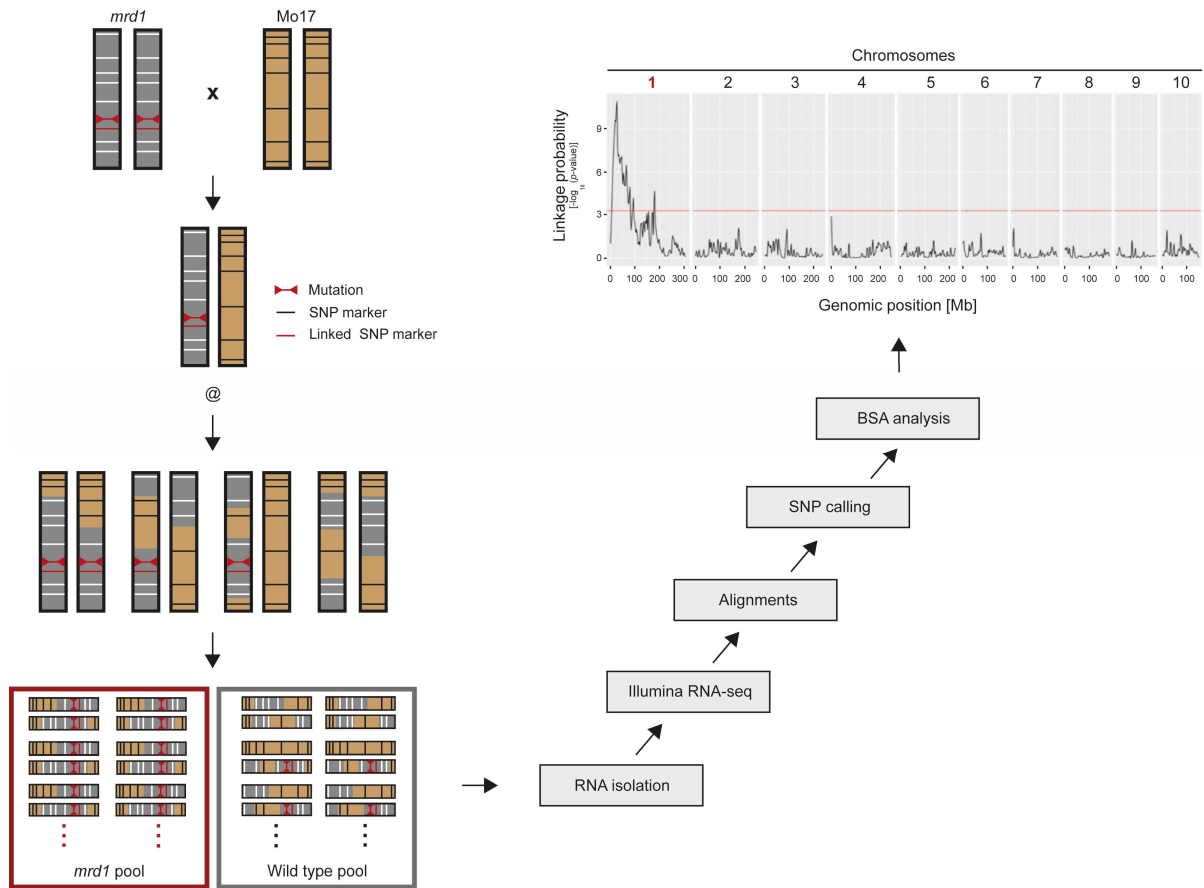 mrd1
Mo17
x
Mutation
SNP marker
Linked SNP marker
@
mrd1 pool
Wild type pool
RNA isolation
Illumina RNA-seq
Alignments
SNP calling
BSA analysis
Chromosomes
1 2 3 4 5 6 7 8 9 10
Linkage probability
[-log10 (p-value)]
9
6
3
0
0 100 200 300 0 100 200 0 100 200 0 100 200 0 100 200 0 100 0 100 0 100 0 100 0 100
Genomic position [Mb]